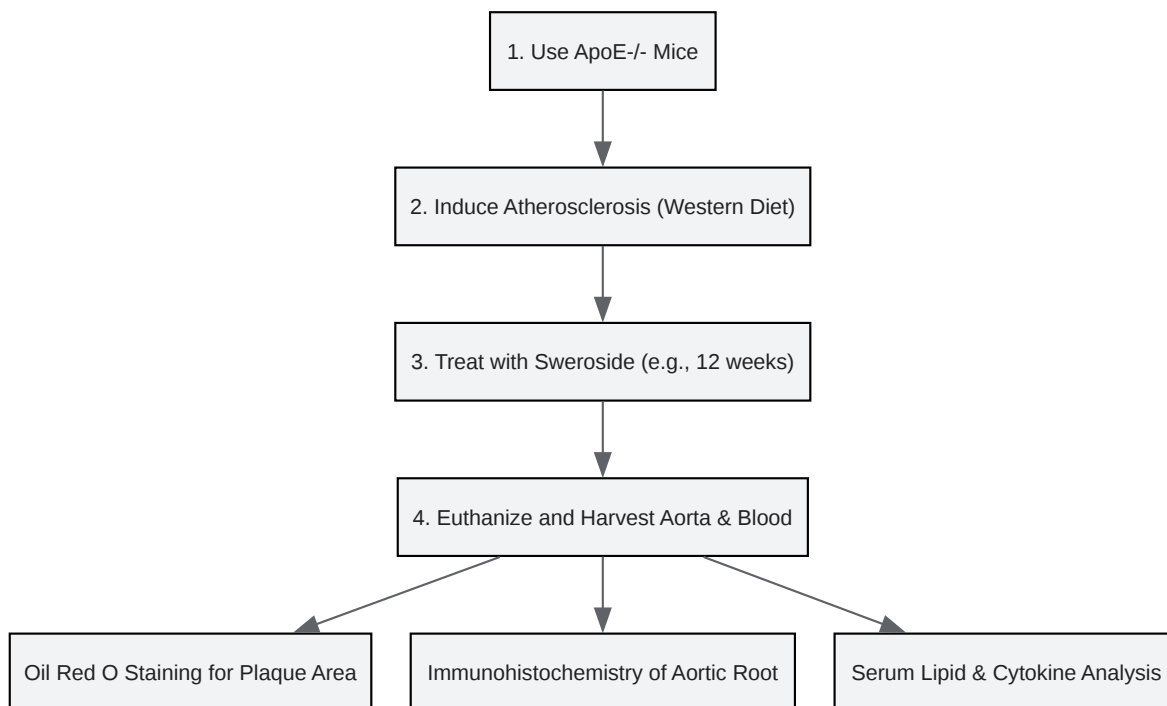 1. Use ApoE-/- Mice
2. Induce Atherosclerosis (Western Diet)
3. Treat with Sweroside (e.g., 12 weeks)
4. Euthanize and Harvest Aorta & Blood
Oil Red O Staining for Plaque Area
Immunohistochemistry of Aortic Root
Serum Lipid & Cytokine Analysis